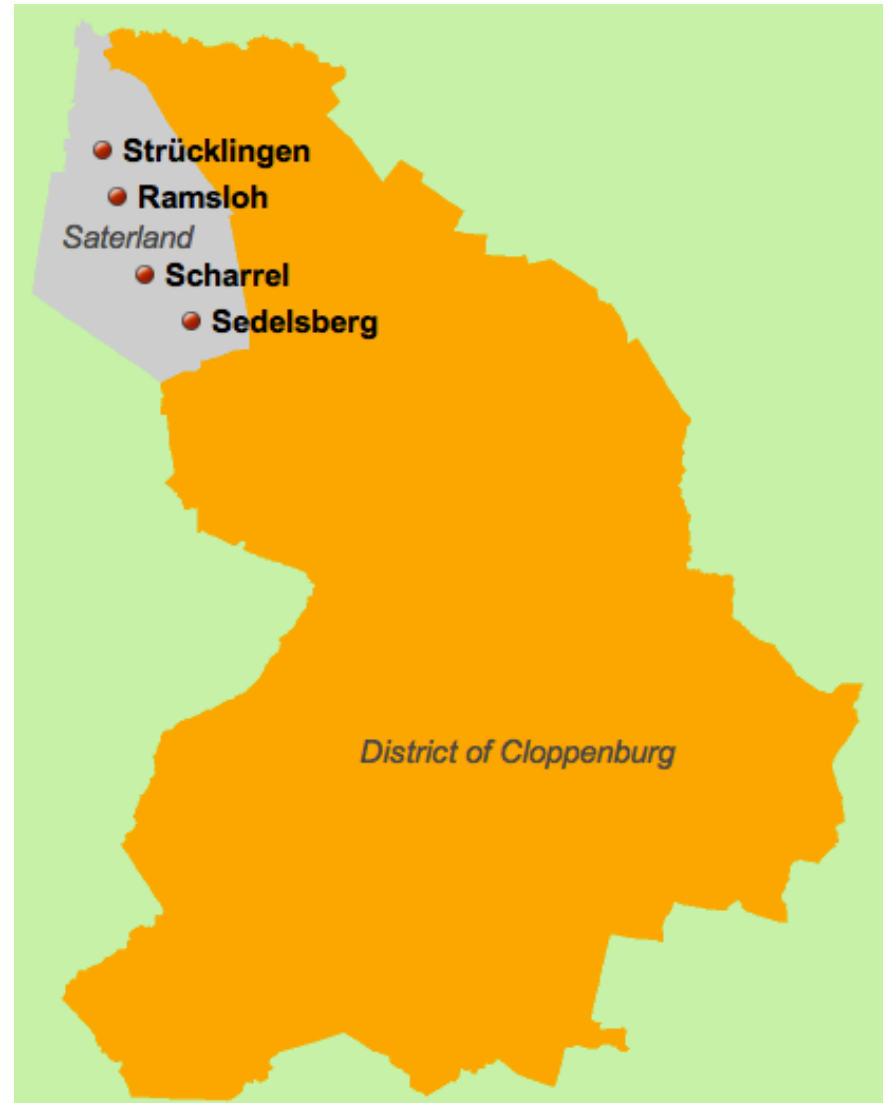 Strücklingen
Ramsloh
Saterland
Scharrel
Sedelsberg
District of Cloppenburg